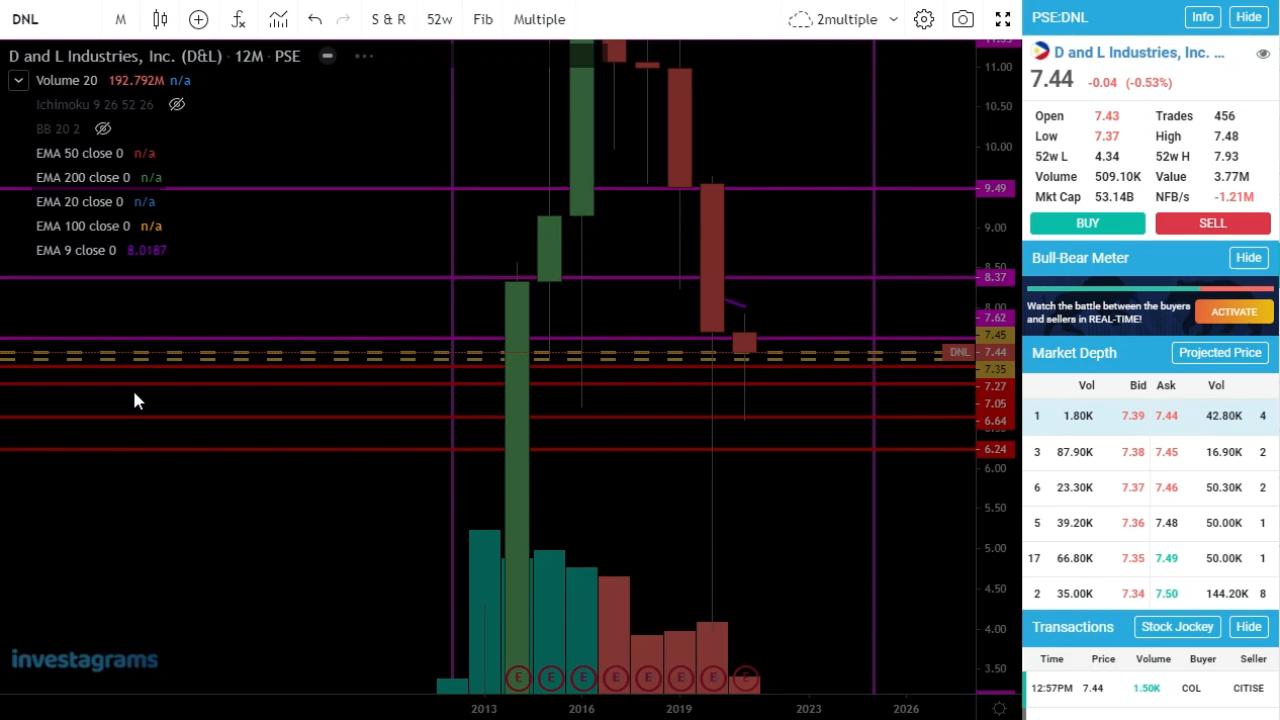 DNL M S & R 52w Fib Multiple 2multiple
D and L Industries, Inc. (D&L) · 12M · PSE
Volume 20 192.792M n/a
Ichimoku 9 26 52 26
BB 20 2
EMA 50 close 0 n/a
EMA 200 close 0 n/a
EMA 20 close 0 n/a
EMA 100 close 0 n/a
EMA 9 close 0 8.0187
11.00
10.50
10.00
9.49
9.00
8.50
8.37
8.00
7.62
7.45
DNL 7.44
7.35
7.27
7.05
6.64
6.24
6.00
5.50
5.00
4.50
4.00
3.50
E E E E E E E E
investagrams
2013 2016 2019 2023 2026
PSE:DNL Info Hide
D and L Industries, Inc. ...
7.44 -0.04 (-0.53%)
Open 7.43 Trades 456
Low 7.37 High 7.48
52w L 4.34 52w H 7.93
Volume 509.10K Value 3.77M
Mkt Cap 53.14B NFB/s -1.21M
BUY SELL
Bull-Bear Meter Hide
Watch the battle between the buyers
and sellers in REAL-TIME!
ACTIVATE
Market Depth Projected Price
Vol Bid Ask Vol
1 1.80K 7.39 7.44 42.80K 4
3 87.90K 7.38 7.45 16.90K 2
6 23.30K 7.37 7.46 50.30K 2
5 39.20K 7.36 7.48 50.00K 1
17 66.80K 7.35 7.49 50.00K 1
2 35.00K 7.34 7.50 144.20K 8
Transactions Stock Jockey Hide
Time Price Volume Buyer Seller
12:57PM 7.44 1.50K COL CITISE